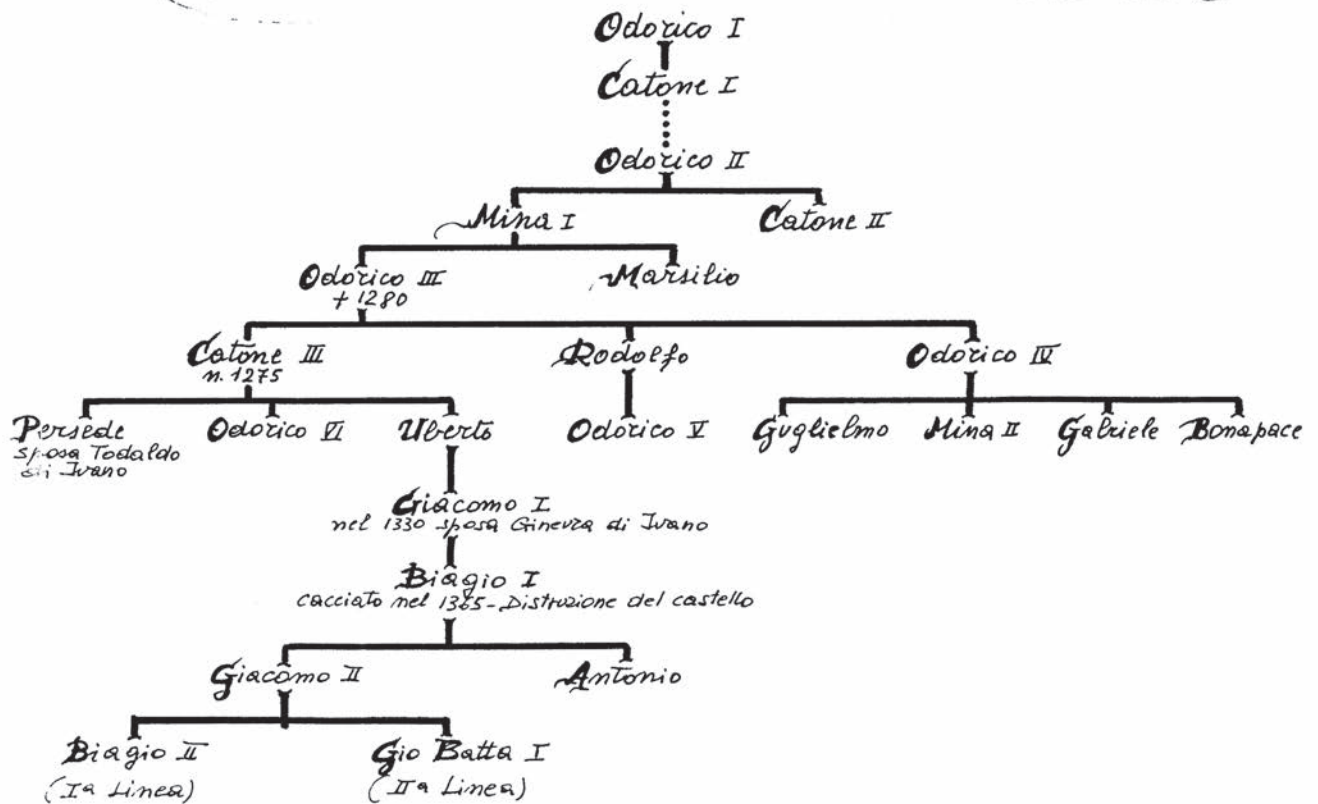 Odorico I
Catone I
Odorico II
Mina I Catone II
Odorico III Marsilio
+ 1280
Catone III Rodolfo Odorico IV
n. 1275
Persede Odorico VI Uberto Odorico V Guglielmo Mina II Gabriele Bonapace
sposa Todaldo
di Ivano
Giacomo I
nel 1330 sposa Ginevra di Ivano
Biagio I
cacciato nel 1365 - Distruzione del castello
Giacomo II Antonio
Biagio II Gio Batta I
(Iª Linea) (IIª Linea)